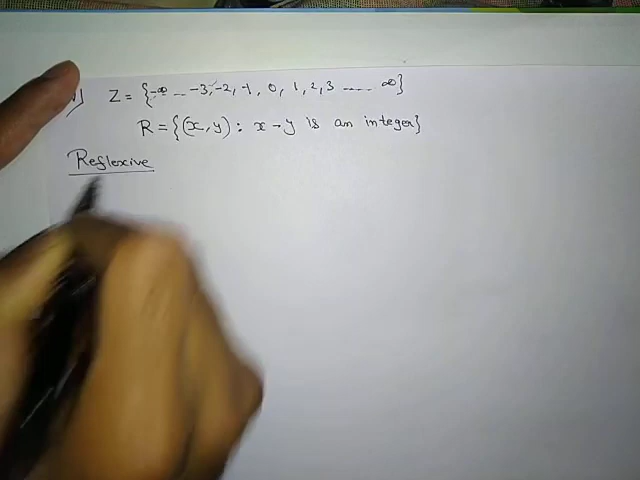 Z = {-∞ ... -3, -2, -1, 0, 1, 2, 3 ..... ∞}
R = {(x, y) : x - y is an integer}
Reflexive